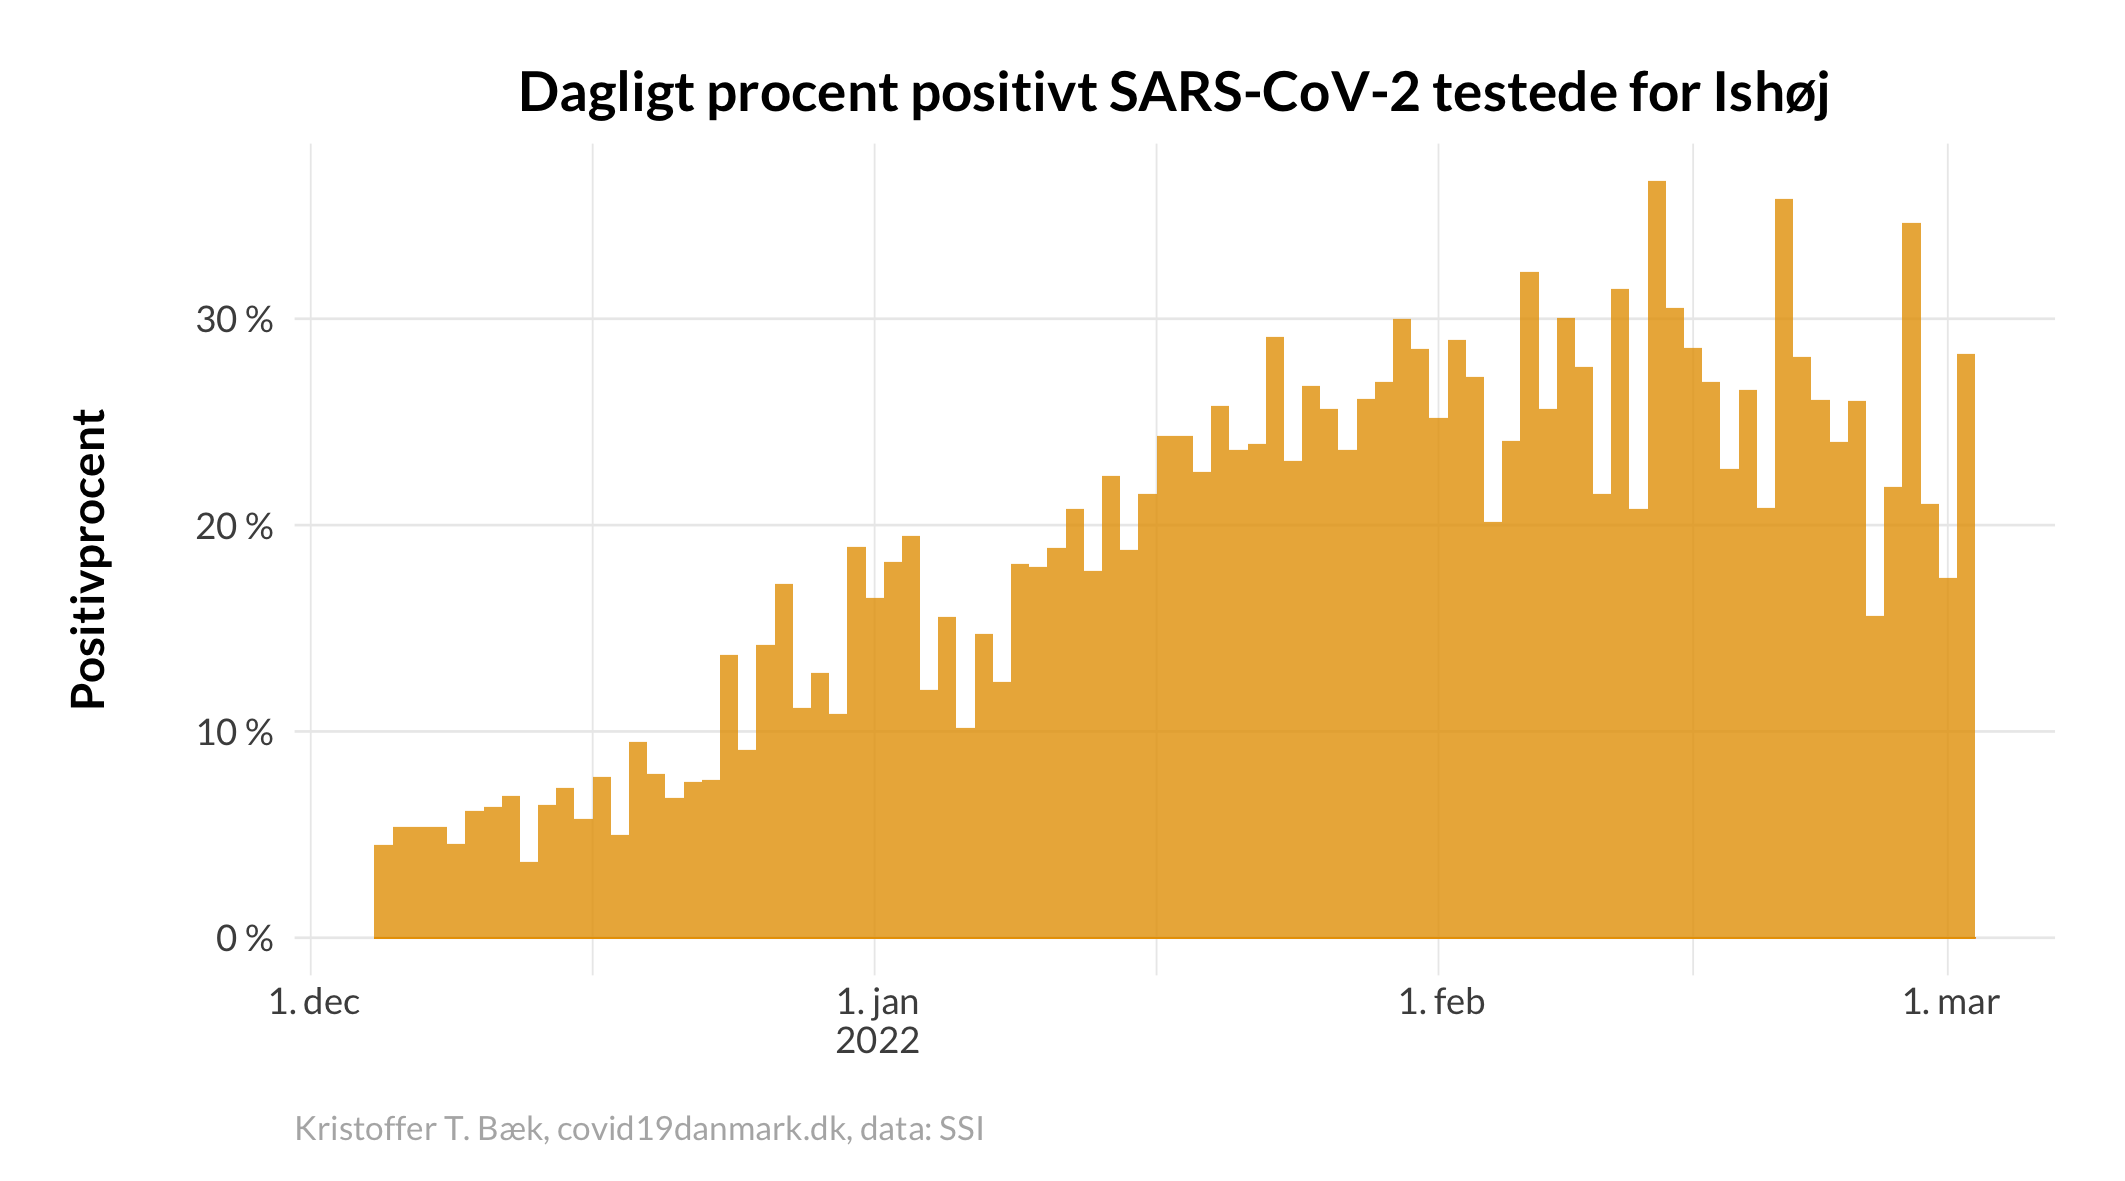 Dagligt procent positivt SARS-CoV-2 testede for Ishøj
Positivprocent
30 %
20 %
10 %
0 %
1. dec
1. jan
2022
1. feb
1. mar
Kristoffer T. Bæk, covid19danmark.dk, data: SSI